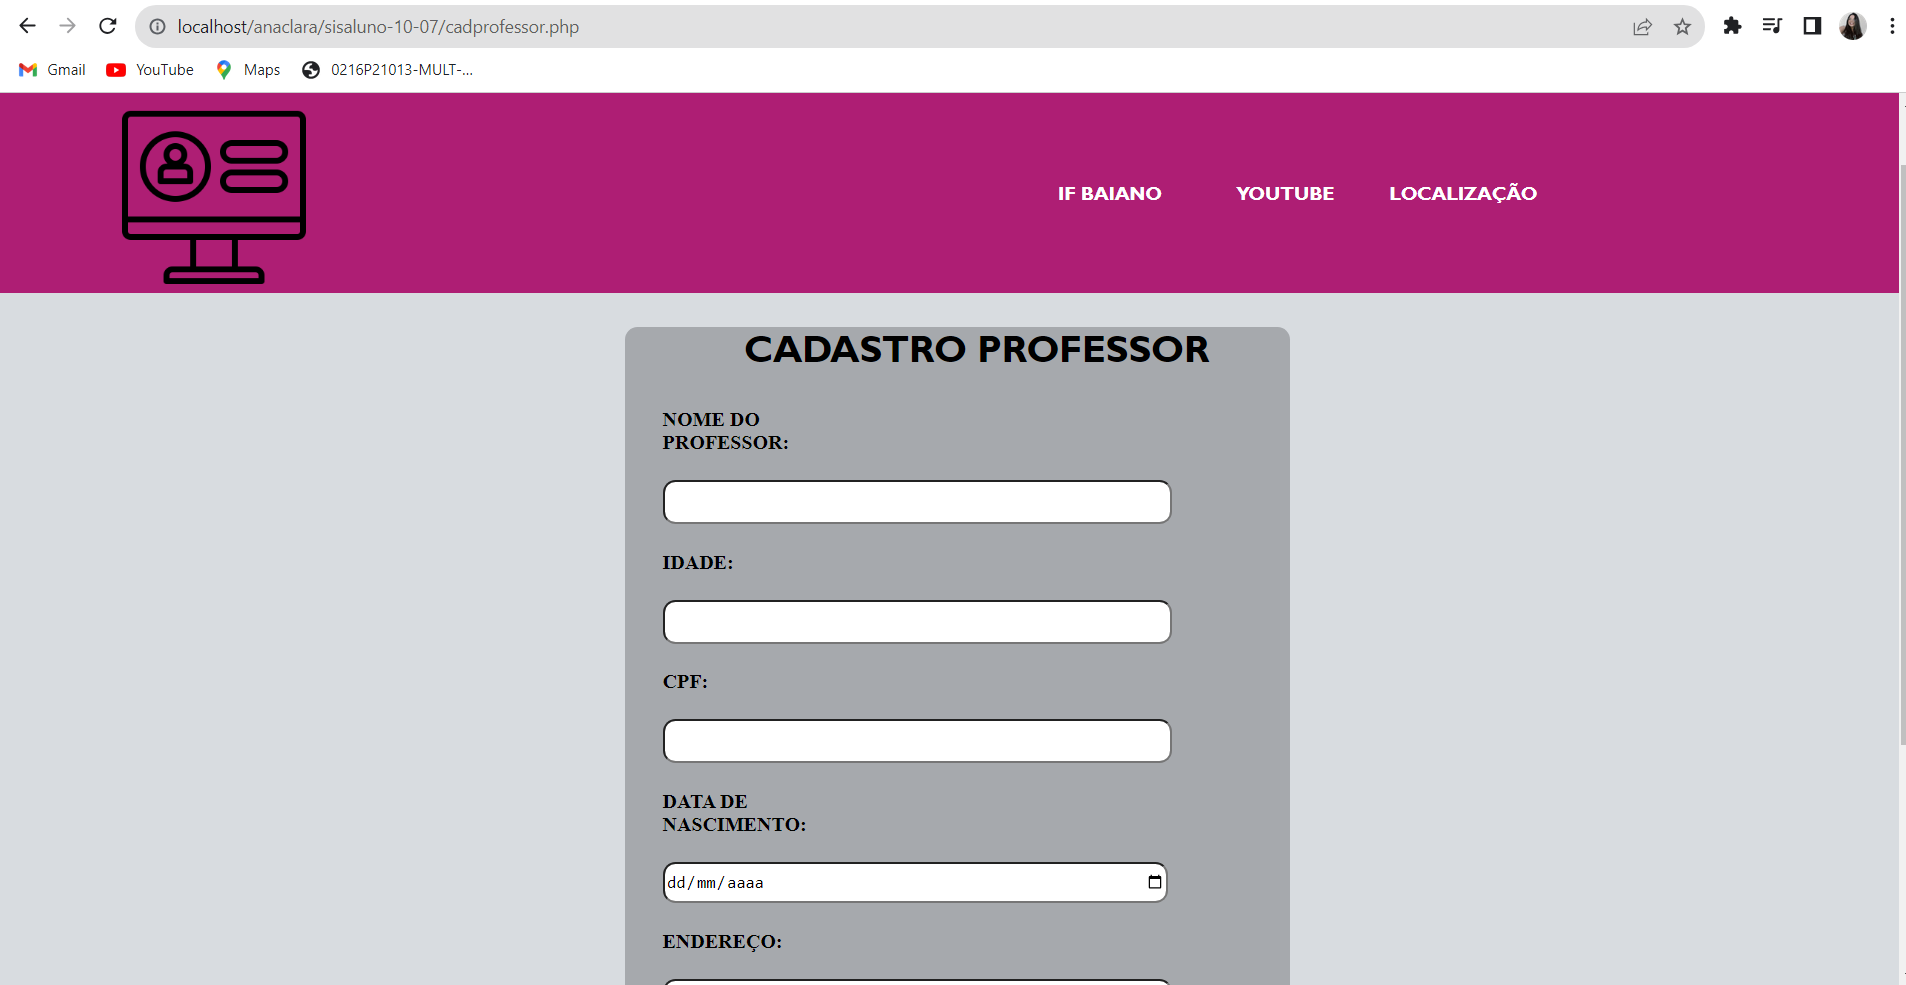 localhost/anaclara/sisaluno-10-07/cadprofessor.php
Gmail YouTube Maps 0216P21013-MULT-...
IF BAIANO YOUTUBE LOCALIZAÇÃO
CADASTRO PROFESSOR
NOME DO
PROFESSOR:
IDADE:
CPF:
DATA DE
NASCIMENTO:
dd/mm/aaaa
ENDEREÇO: